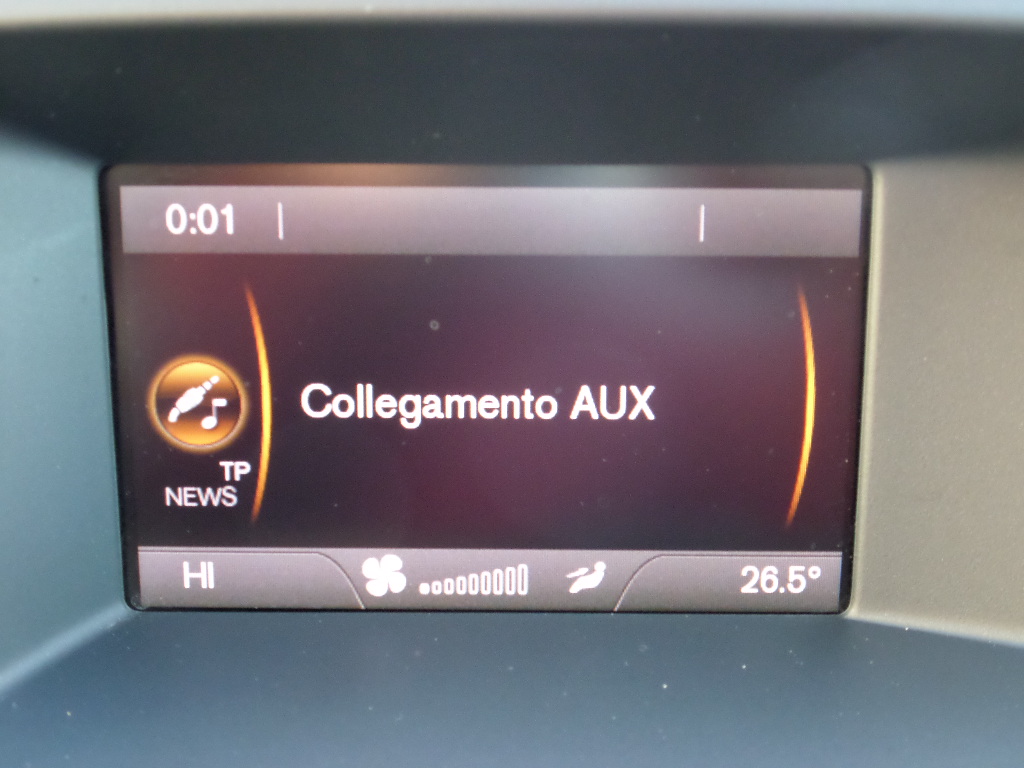 0:01
Collegamento AUX
TP
NEWS
HI
26.5°